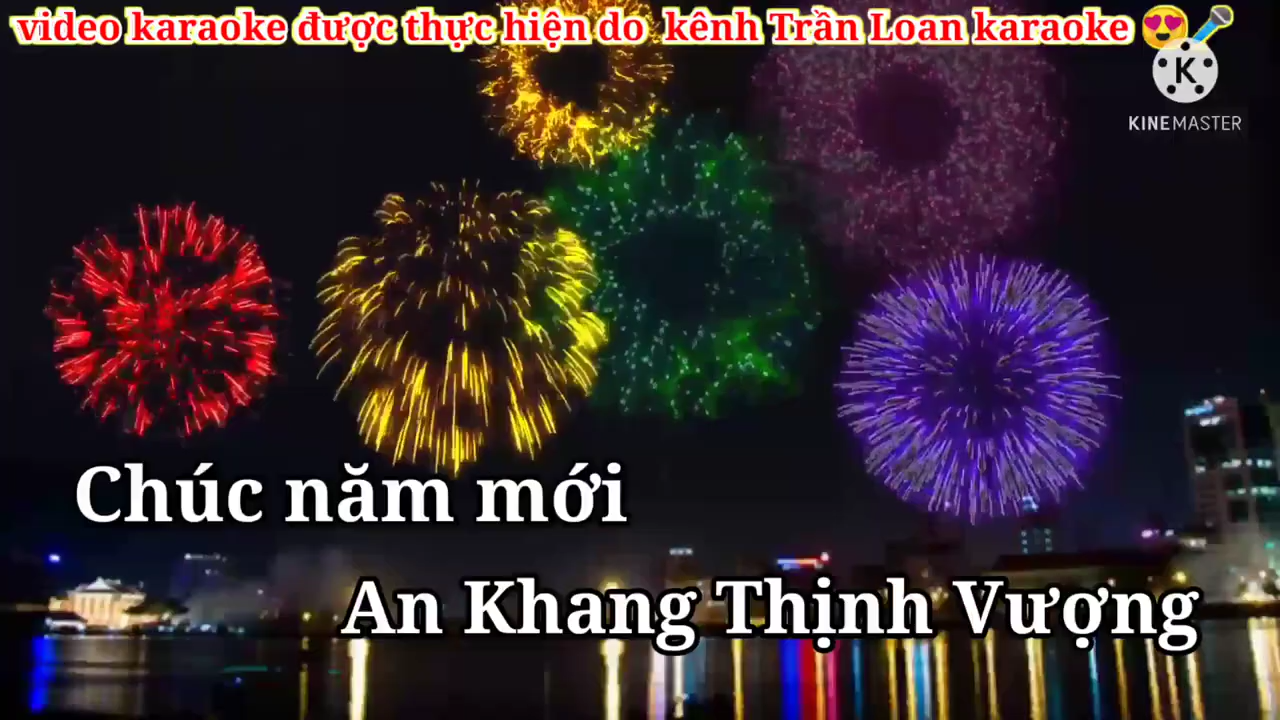 video karaoke được thực hiện do kênh Trần Loan karaoke 😍🎤
K
KINEMASTER
Chúc năm mới
An Khang Thịnh Vượng